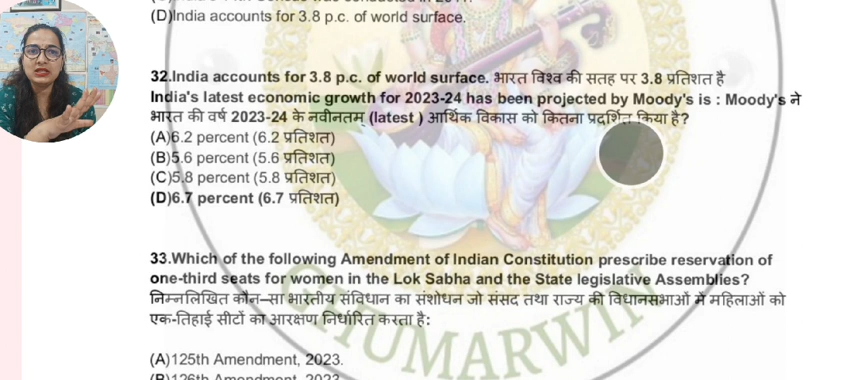 (D)India accounts for 3.8 p.c. of world surface.
32.India accounts for 3.8 p.c. of world surface. भारत विश्व की सतह पर 3.8 प्रतिशत है
India's latest economic growth for 2023-24 has been projected by Moody's is : Moody's ने
भारत की वर्ष 2023-24 के नवीनतम (latest ) आर्थिक विकास को कितना प्रदर्शित किया है?
(A)6.2 percent (6.2 प्रतिशत)
(B)5.6 percent (5.6 प्रतिशत)
(C)5.8 percent (5.8 प्रतिशत)
(D)6.7 percent (6.7 प्रतिशत)
33.Which of the following Amendment of Indian Constitution prescribe reservation of
one-third seats for women in the Lok Sabha and the State legislative Assemblies?
निम्नलिखित कौन–सा भारतीय संविधान का संशोधन जो संसद तथा राज्य की विधानसभाओं में महिलाओं को
एक-तिहाई सीटों का आरक्षण निर्धारित करता है:
(A)125th Amendment, 2023.
(B)126th Amendment, 2023
GHUMARWIN